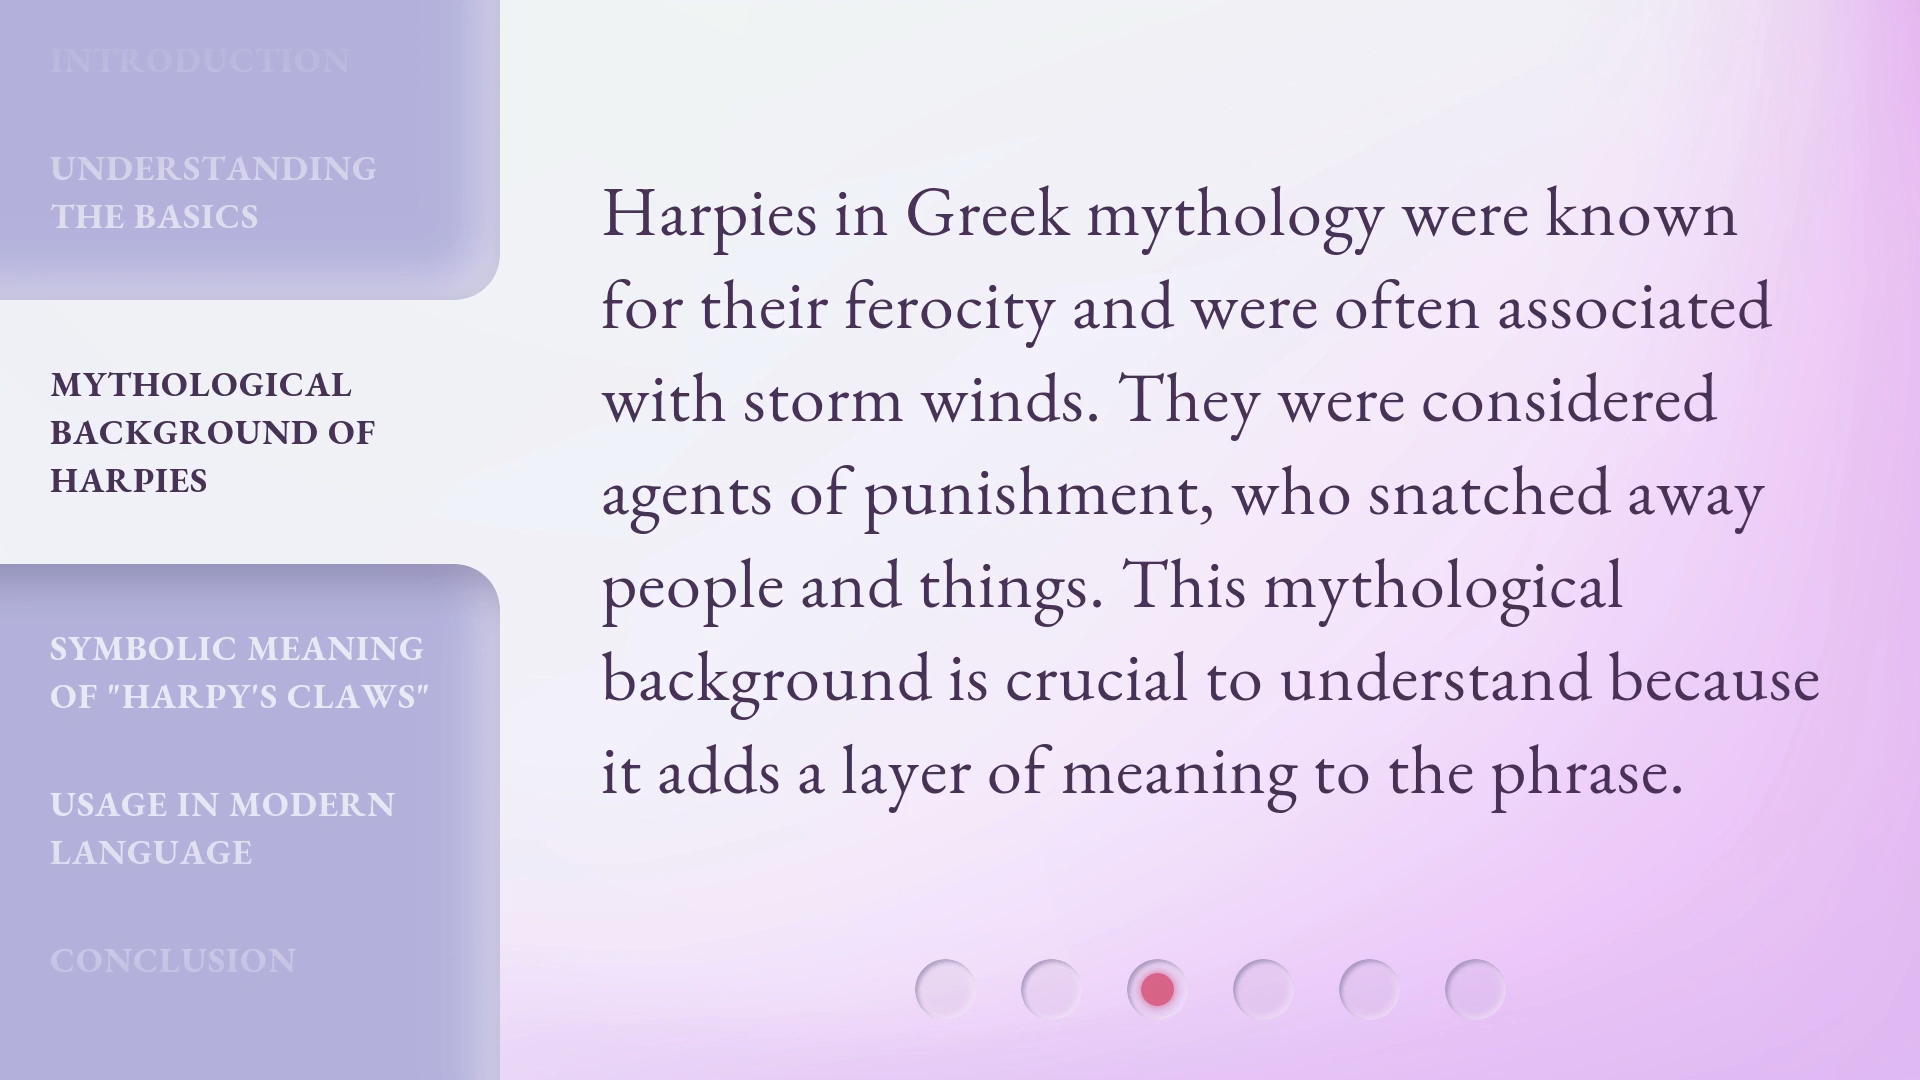 INTRODUCTION
UNDERSTANDING
THE BASICS
MYTHOLOGICAL
BACKGROUND OF
HARPIES
SYMBOLIC MEANING
OF "HARPY'S CLAWS"
USAGE IN MODERN
LANGUAGE
CONCLUSION
Harpies in Greek mythology were known
for their ferocity and were often associated
with storm winds. They were considered
agents of punishment, who snatched away
people and things. This mythological
background is crucial to understand because
it adds a layer of meaning to the phrase.